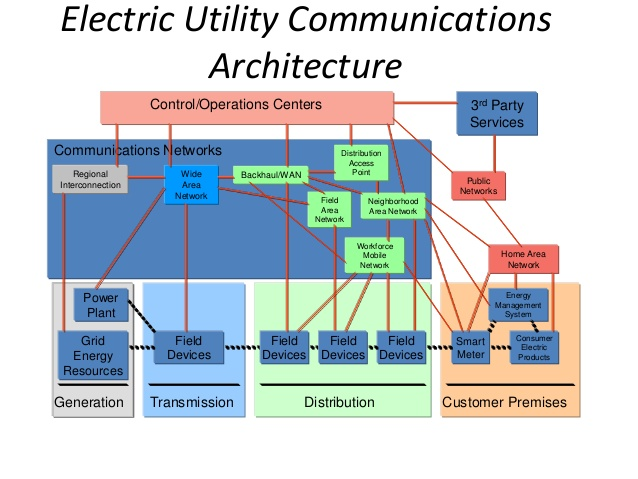 Electric Utility Communications
Architecture
Control/Operations Centers
3rd Party
Services
Communications Networks
Distribution
Access
Point
Regional
Interconnection
Wide
Area
Network
Backhaul/WAN
Public
Networks
Field
Area
Network
Neighborhood
Area Network
Workforce
Mobile
Network
Home Area
Network
Power
Plant
Energy
Management
System
Grid
Energy
Resources
Field
Devices
Field
Devices
Field
Devices
Field
Devices
Smart
Meter
Consumer
Electric
Products
Generation
Transmission
Distribution
Customer Premises